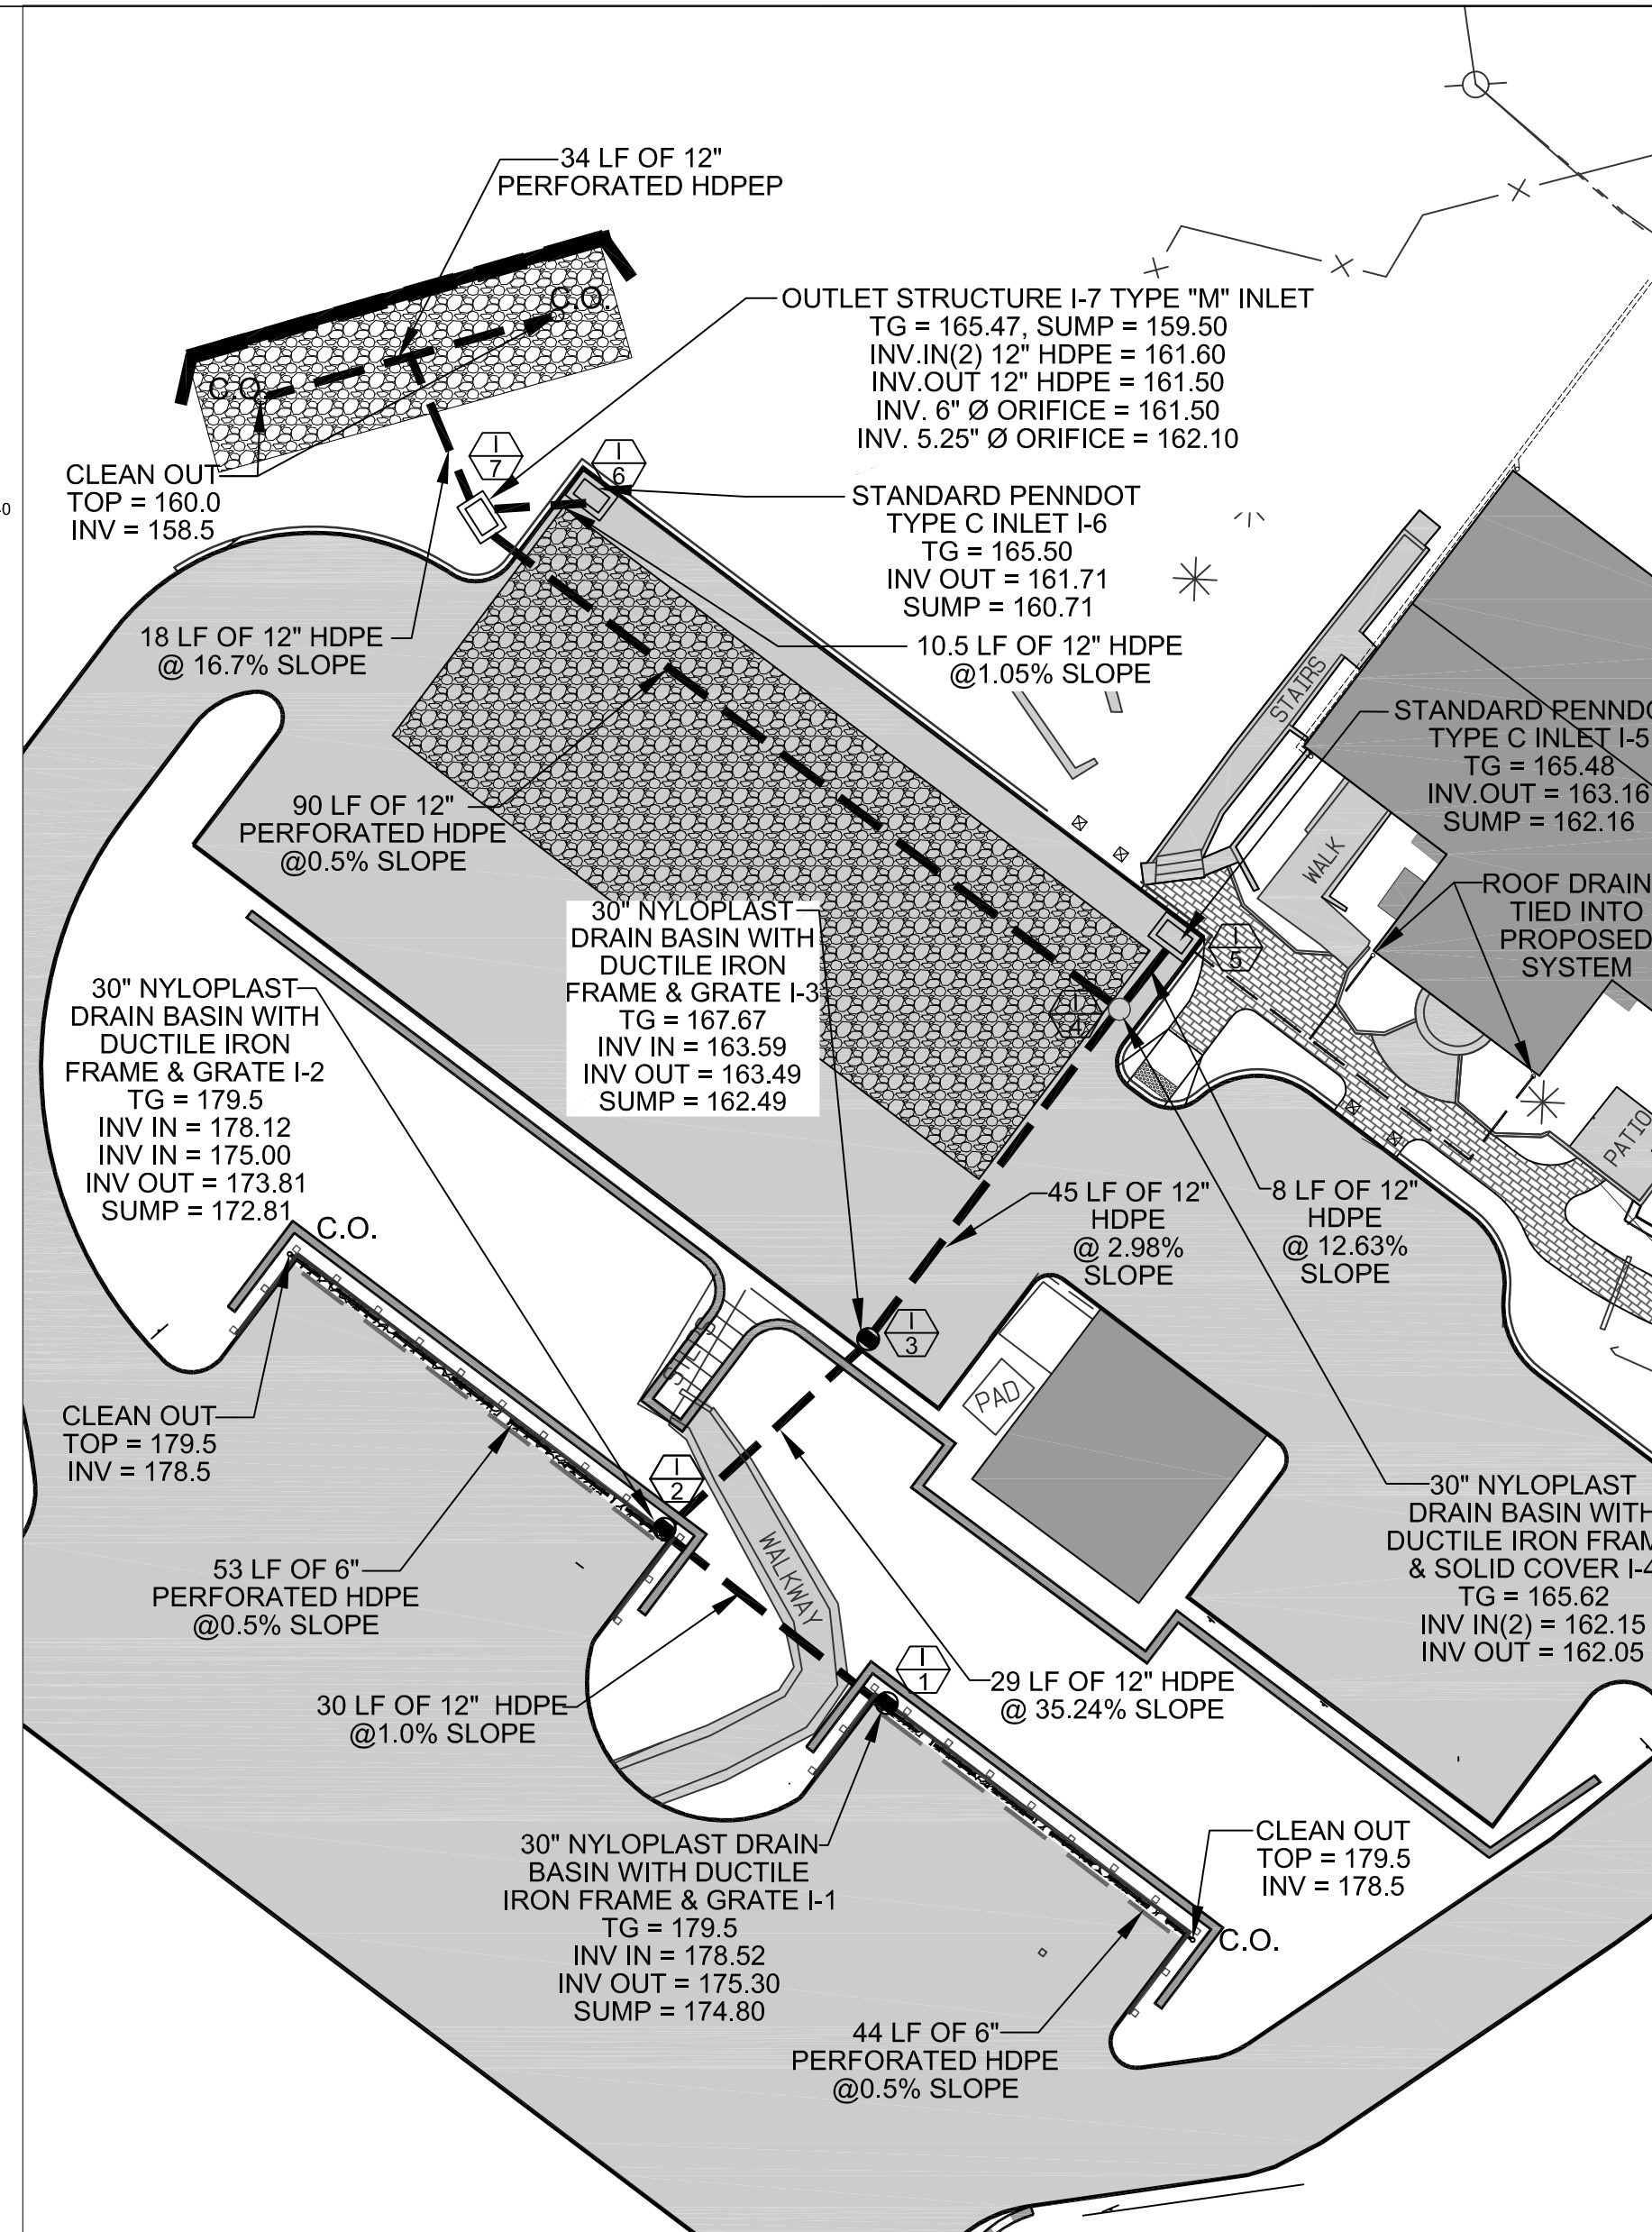 34 LF OF 12"
PERFORATED HDPEP
C.O.
C.O.
OUTLET STRUCTURE I-7 TYPE "M" INLET
TG = 165.47, SUMP = 159.50
INV.IN(2) 12" HDPE = 161.60
INV.OUT 12" HDPE = 161.50
INV. 6" Ø ORIFICE = 161.50
INV. 5.25" Ø ORIFICE = 162.10
I
7
I
6
CLEAN OUT
TOP = 160.0
INV = 158.5
STANDARD PENNDOT
TYPE C INLET I-6
TG = 165.50
INV OUT = 161.71
SUMP = 160.71
18 LF OF 12" HDPE
@ 16.7% SLOPE
10.5 LF OF 12" HDPE
@1.05% SLOPE
STAIRS
STANDARD PENNDO
TYPE C INLET I-5
TG = 165.48
INV.OUT = 163.16
SUMP = 162.16
90 LF OF 12"
PERFORATED HDPE
@0.5% SLOPE
WALK
ROOF DRAIN
TIED INTO
PROPOSED
SYSTEM
30" NYLOPLAST
DRAIN BASIN WITH
DUCTILE IRON
FRAME & GRATE I-3
TG = 167.67
INV IN = 163.59
INV OUT = 163.49
SUMP = 162.49
I
5
I
4
30" NYLOPLAST
DRAIN BASIN WITH
DUCTILE IRON
FRAME & GRATE I-2
TG = 179.5
INV IN = 178.12
INV IN = 175.00
INV OUT = 173.81
SUMP = 172.81
PATIO
C.O.
45 LF OF 12"
HDPE
@ 2.98%
SLOPE
8 LF OF 12"
HDPE
@ 12.63%
SLOPE
I
3
STEPS
PAD
CLEAN OUT
TOP = 179.5
INV = 178.5
I
2
30" NYLOPLAST
DRAIN BASIN WITH
DUCTILE IRON FRAM
& SOLID COVER I-4
TG = 165.62
INV IN(2) = 162.15
INV OUT = 162.05
53 LF OF 6"
PERFORATED HDPE
@0.5% SLOPE
WALKWAY
I
1
30 LF OF 12" HDPE
@1.0% SLOPE
29 LF OF 12" HDPE
@ 35.24% SLOPE
30" NYLOPLAST DRAIN
BASIN WITH DUCTILE
IRON FRAME & GRATE I-1
TG = 179.5
INV IN = 178.52
INV OUT = 175.30
SUMP = 174.80
CLEAN OUT
TOP = 179.5
INV = 178.5
C.O.
44 LF OF 6"
PERFORATED HDPE
@0.5% SLOPE